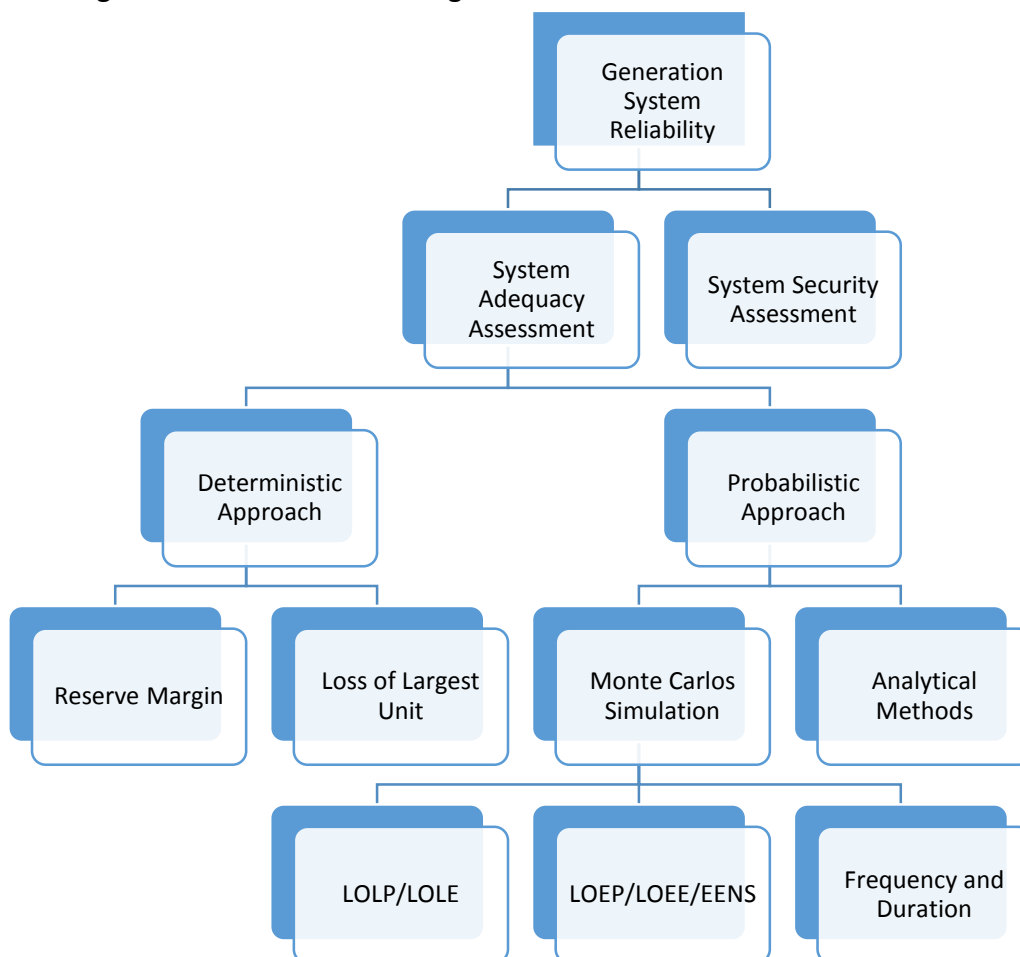 Generation
System
Reliability
System
Adequacy
Assessment
System Security
Assessment
Deterministic
Approach
Probabilistic
Approach
Reserve Margin
Loss of Largest
Unit
Monte Carlos
Simulation
Analytical
Methods
LOLP/LOLE
LOEP/LOEE/EENS
Frequency and
Duration